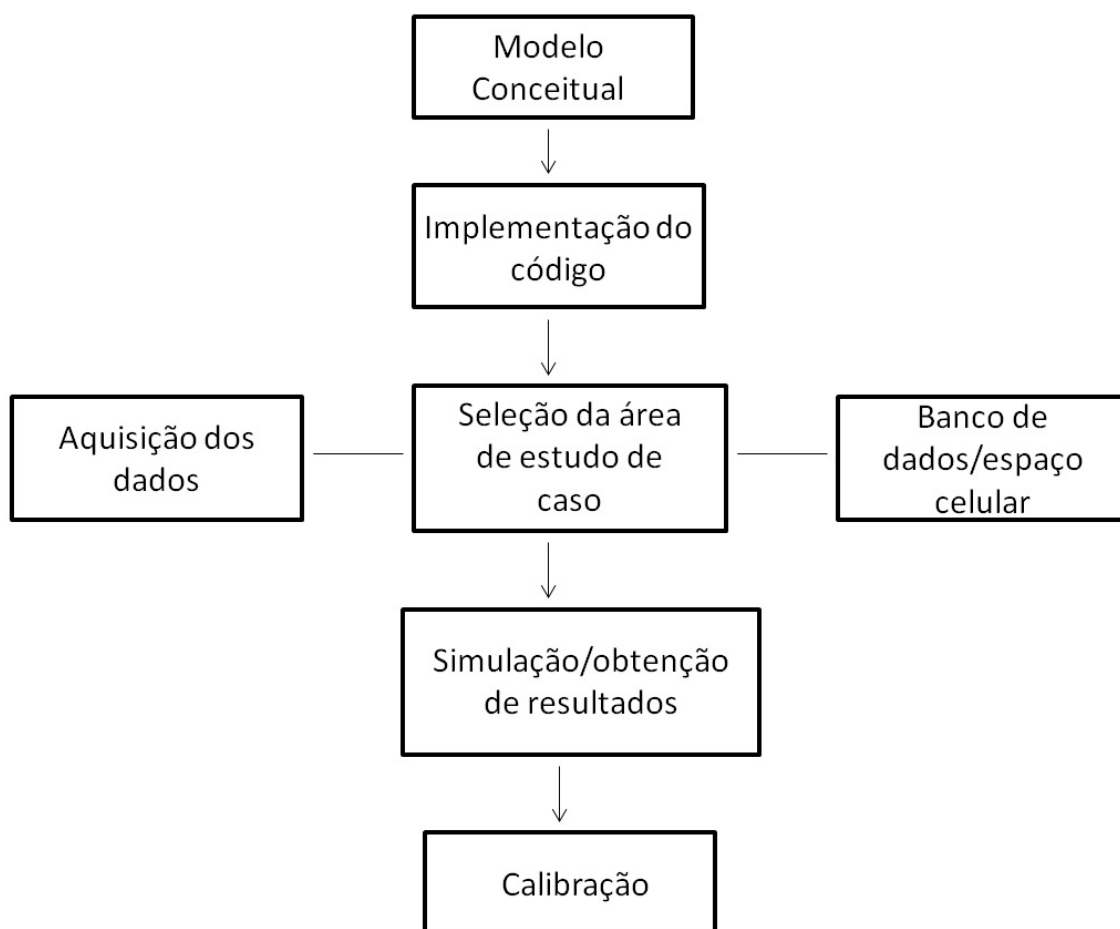 Modelo
Conceitual
Implementação do
código
Aquisição dos
dados
Seleção da área
de estudo de
caso
Banco de
dados/espaço
celular
Simulação/obtenção
de resultados
Calibração